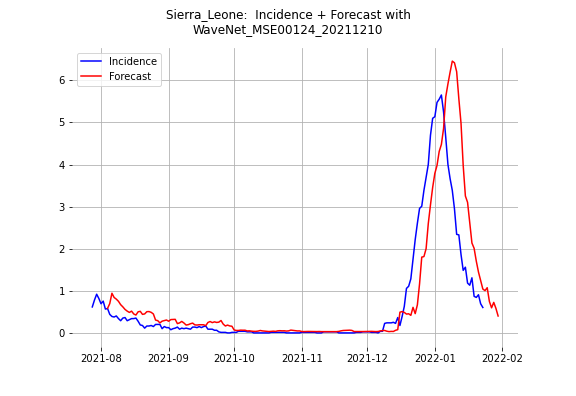 Sierra_Leone:  Incidence + Forecast with
WaveNet_MSE00124_20211210
Incidence
Forecast
6
5
4
3
2
1
0
2021-08 2021-09 2021-10 2021-11 2021-12 2022-01 2022-02